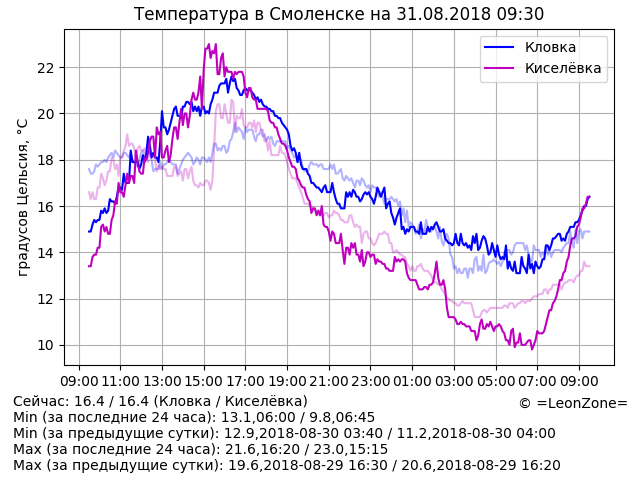 Температура в Смоленске на 31.08.2018 09:30
Кловка
Киселёвка
градусов Цельсия, °C
22
20
18
16
14
12
10
09:00 11:00 13:00 15:00 17:00 19:00 21:00 23:00 01:00 03:00 05:00 07:00 09:00
Сейчас: 16.4 / 16.4 (Кловка / Киселёвка)
© =LeonZone=
Min (за последние 24 часа): 13.1,06:00 / 9.8,06:45
Min (за предыдущие сутки): 12.9,2018-08-30 03:40 / 11.2,2018-08-30 04:00
Max (за последние 24 часа): 21.6,16:20 / 23.0,15:15
Max (за предыдущие сутки): 19.6,2018-08-29 16:30 / 20.6,2018-08-29 16:20